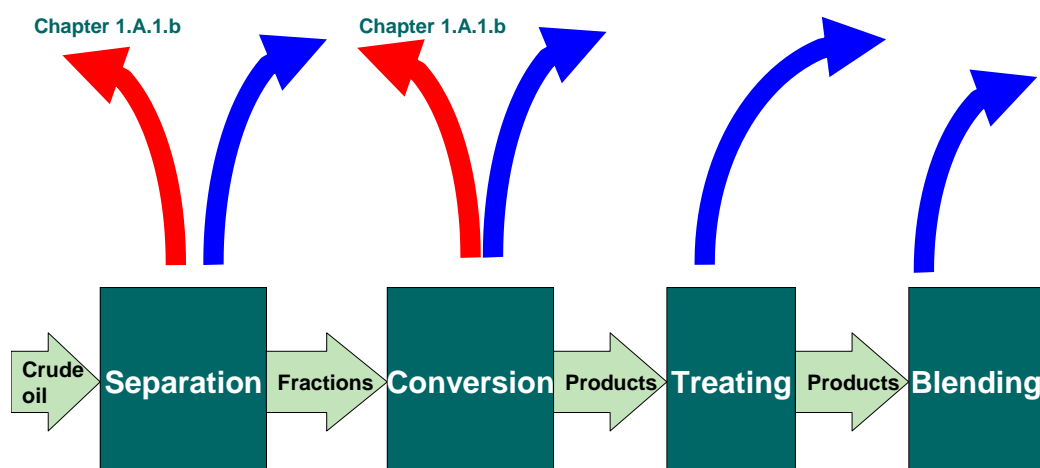 Chapter 1.A.1.b
Chapter 1.A.1.b
Crude
oil
Separation
Fractions
Conversion
Products
Treating
Products
Blending